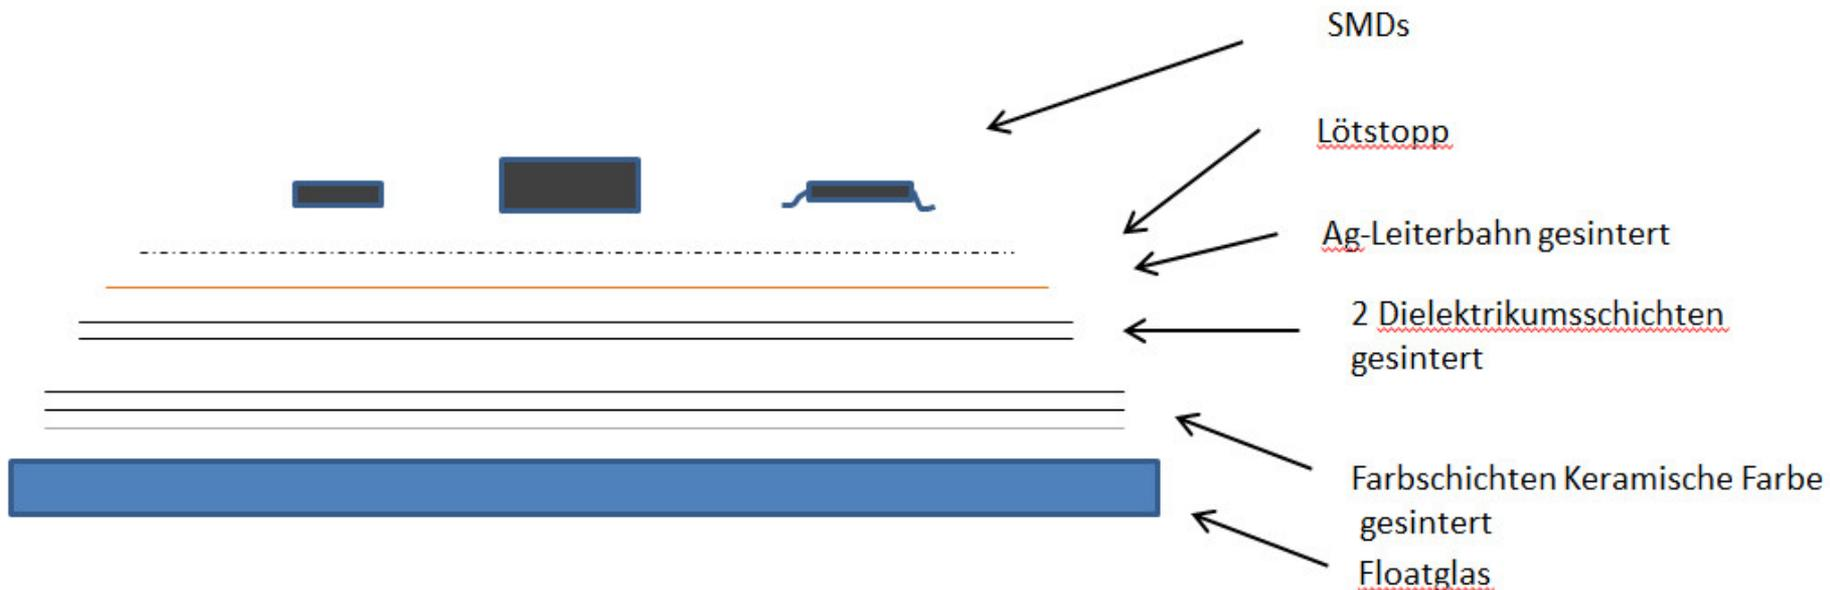 SMDs
Lötstopp
Ag-Leiterbahn gesintert
2 Dielektrikumsschichten
gesintert
Farbschichten Keramische Farbe
gesintert
Floatglas